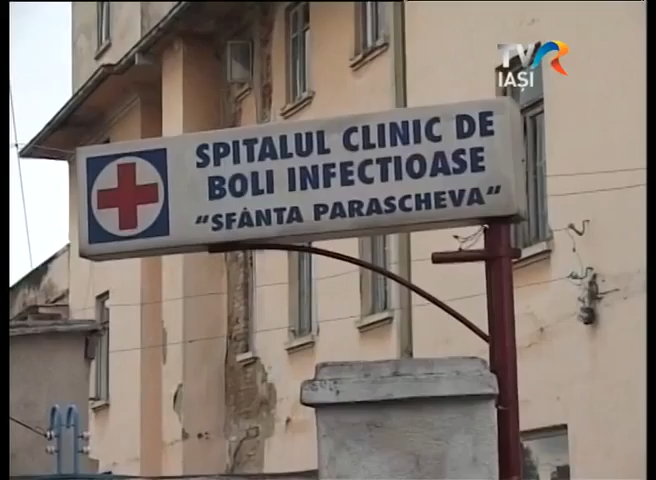 TVR
IAȘI
SPITALUL CLINIC DE
BOLI INFECTIOASE
"SFÂNTA PARASCHEVA"